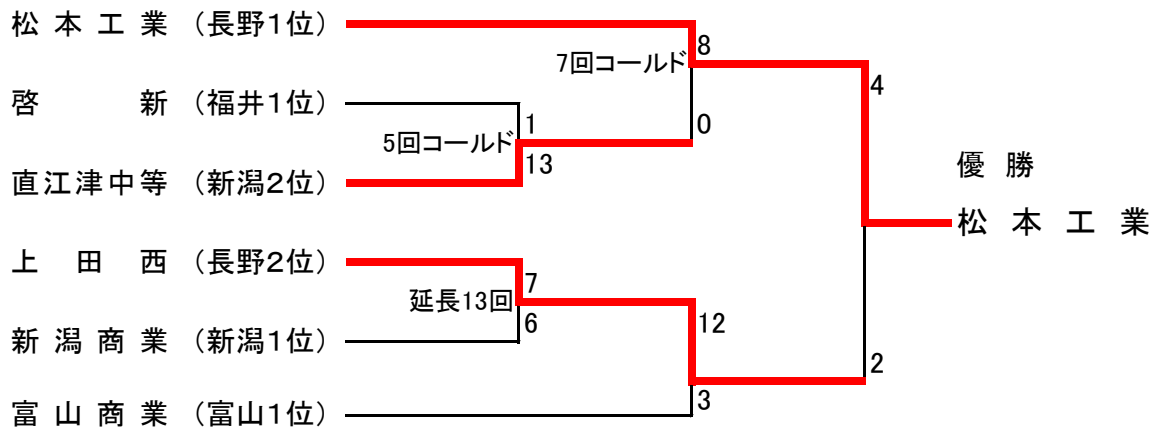 松本工業（長野1位）
8
7回コールド
4
啓新（福井1位）
1
0
5回コールド
13
直江津中等（新潟2位）
優勝
松本工業
上田西（長野2位）
7
延長13回
6
12
新潟商業（新潟1位）
2
3
富山商業（富山1位）